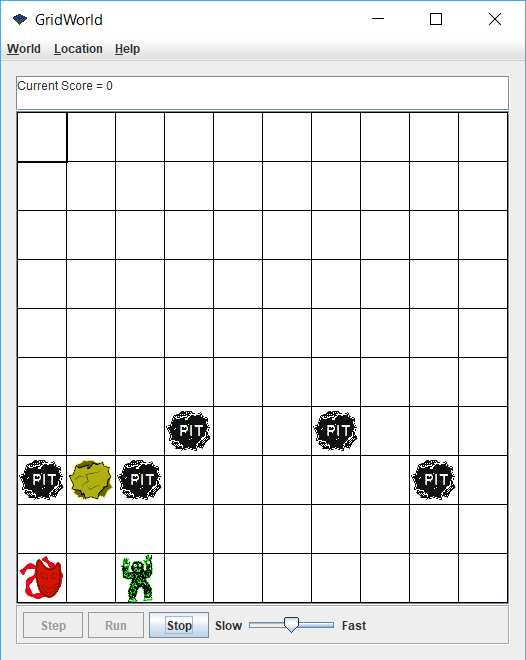 GridWorld
World Location Help
Current Score = 0
PIT PIT
PIT PIT PIT
Step Run Stop Slow Fast